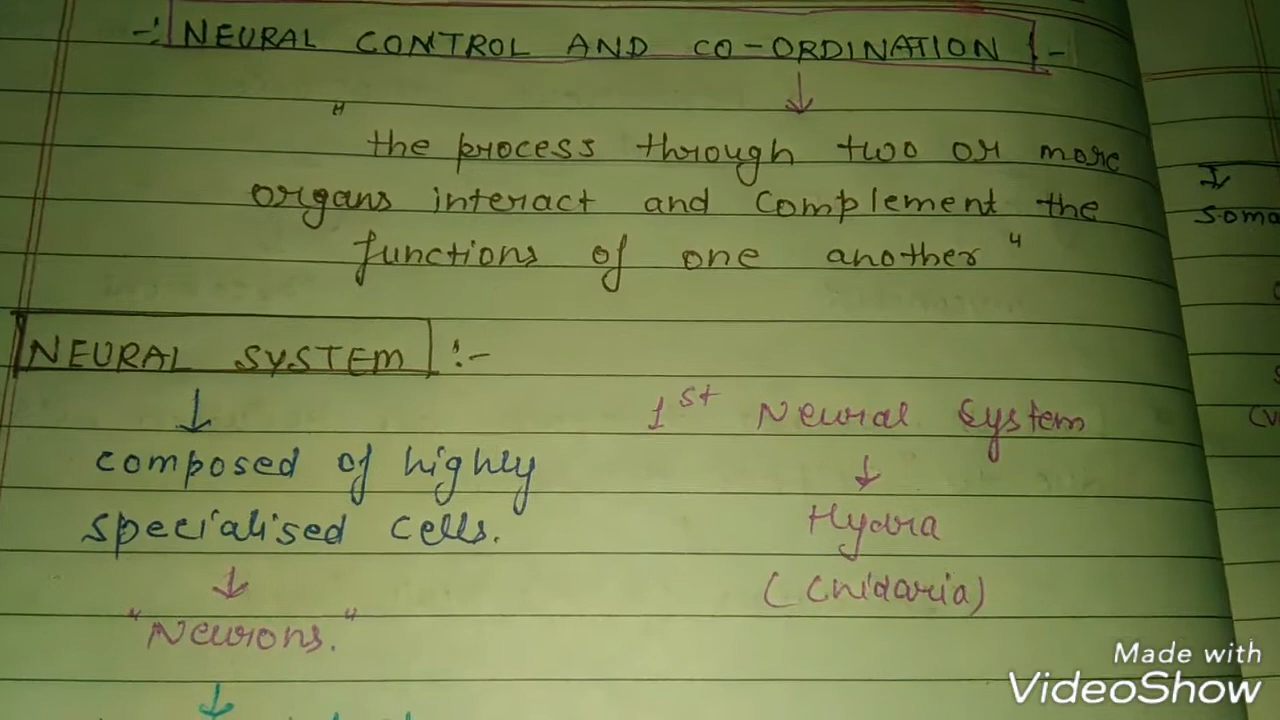 -:NEURAL CONTROL AND CO-ORDINATION:-
↓
"the process through two or more
organs interact and complement the
functions of one another"
NEURAL SYSTEM :-
↓
composed of highly
specialised cells.
↓
"Neurons."
↓
1st Neural System
↓
Hydra
(Cnidaria)
↓
Made with
VideoShow